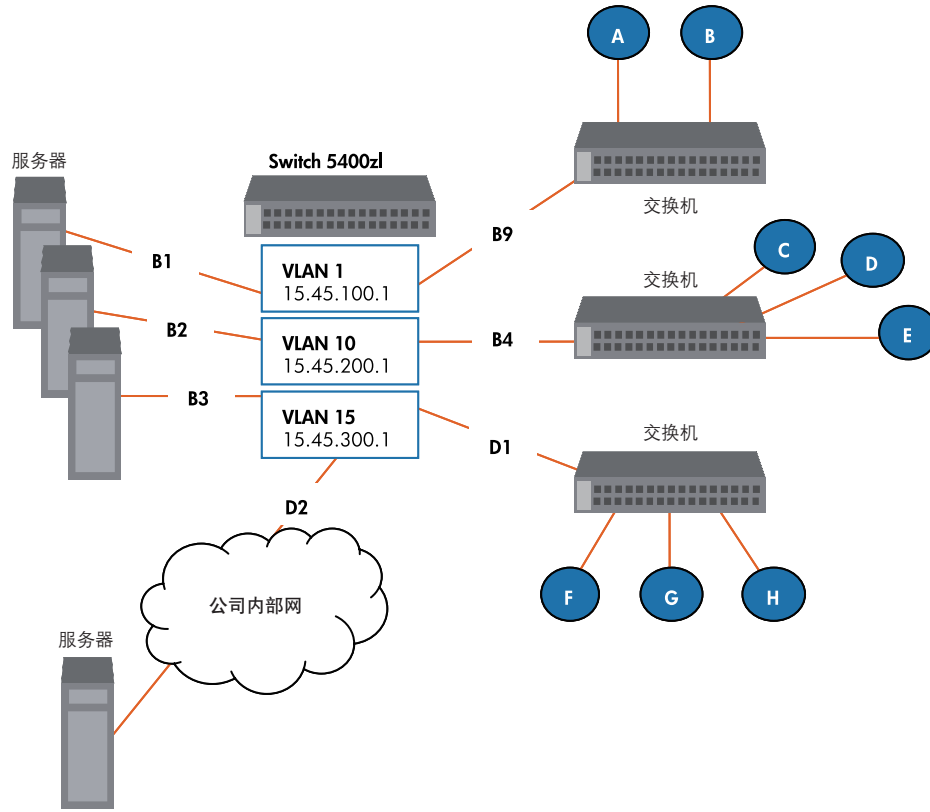 A
B
服务器
Switch 5400zl
交换机
B9
B1
VLAN 1
15.45.100.1
交换机
C
D
B2
VLAN 10
15.45.200.1
B4
E
B3
VLAN 15
15.45.300.1
交换机
D1
D2
公司内部网
F
G
H
服务器